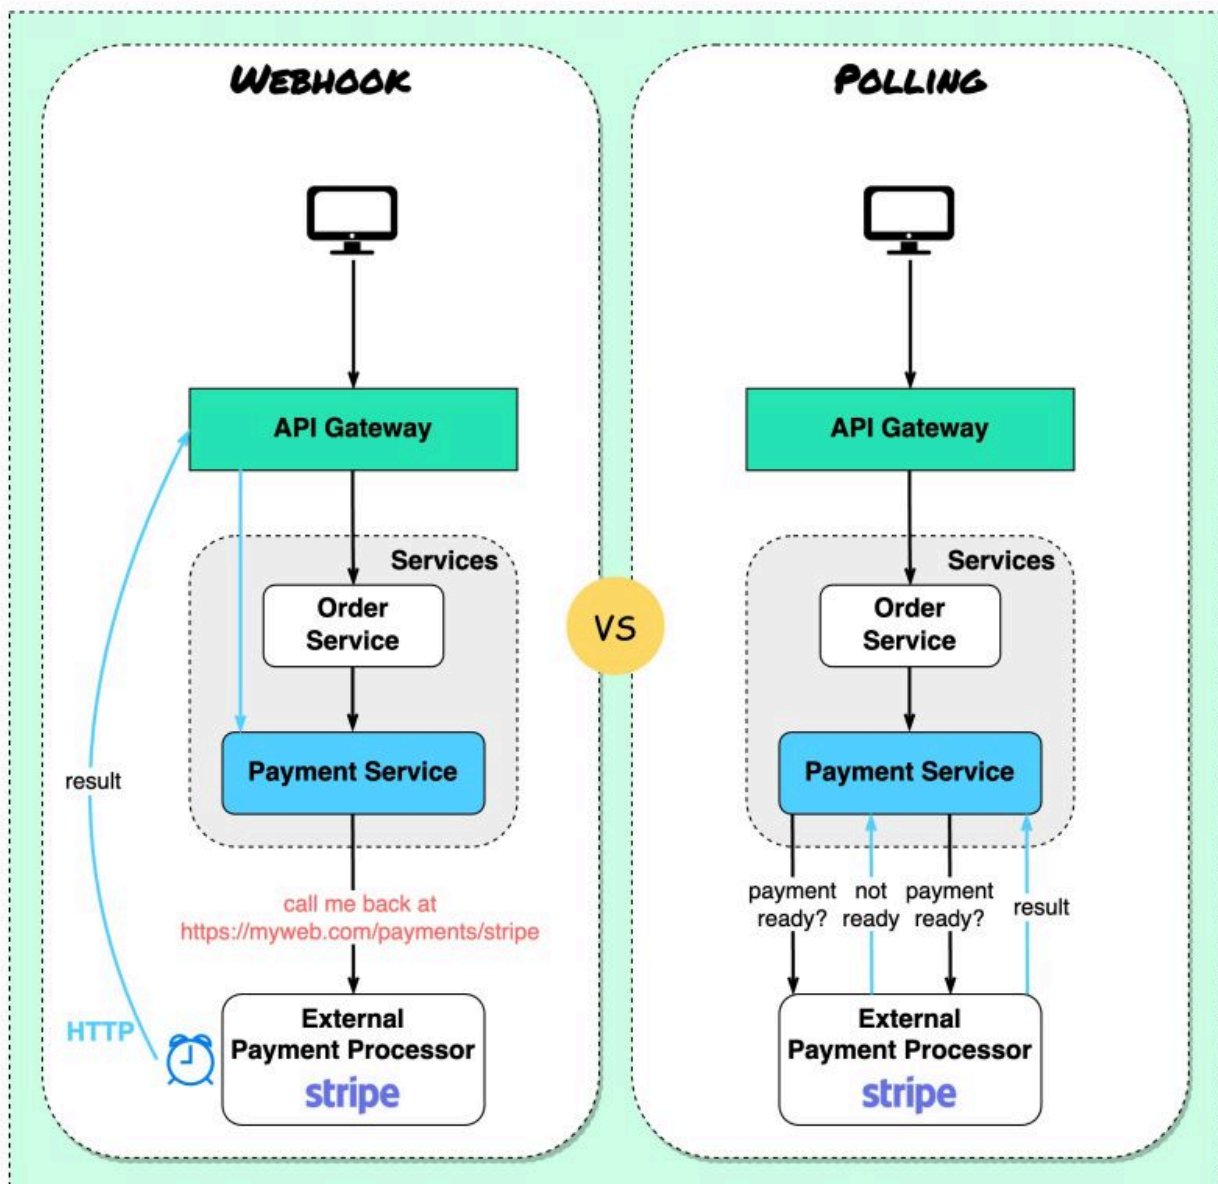 WEBHOOK
API Gateway
Services
Order
Service
Payment Service
result
call me back at
https://myweb.com/payments/stripe
HTTP
External
Payment Processor
stripe
VS
POLLING
API Gateway
Services
Order
Service
Payment Service
payment
ready?
not
ready
payment
ready?
result
External
Payment Processor
stripe